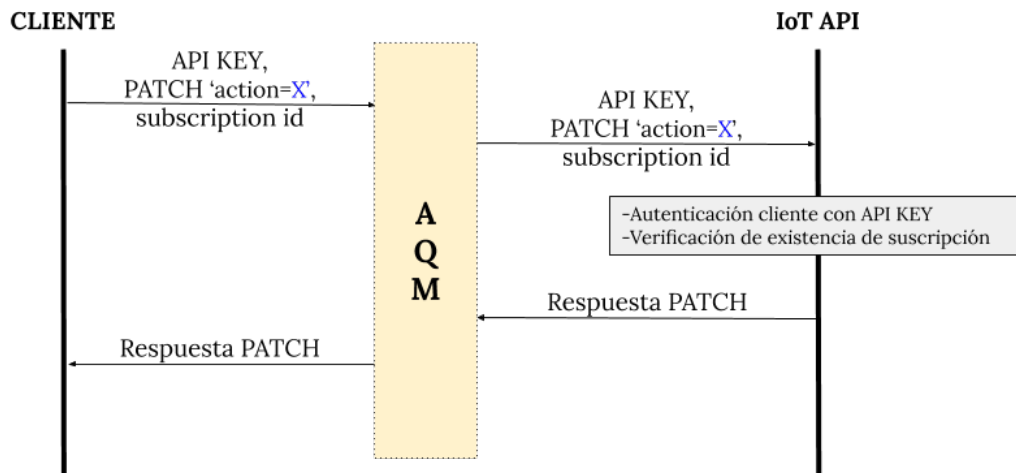 CLIENTE
IoT API
API KEY,
PATCH ‘action=X’,
subscription id
API KEY,
PATCH ‘action=X’,
subscription id
A
Q
M
-Autenticación cliente con API KEY
-Verificación de existencia de suscripción
Respuesta PATCH
Respuesta PATCH